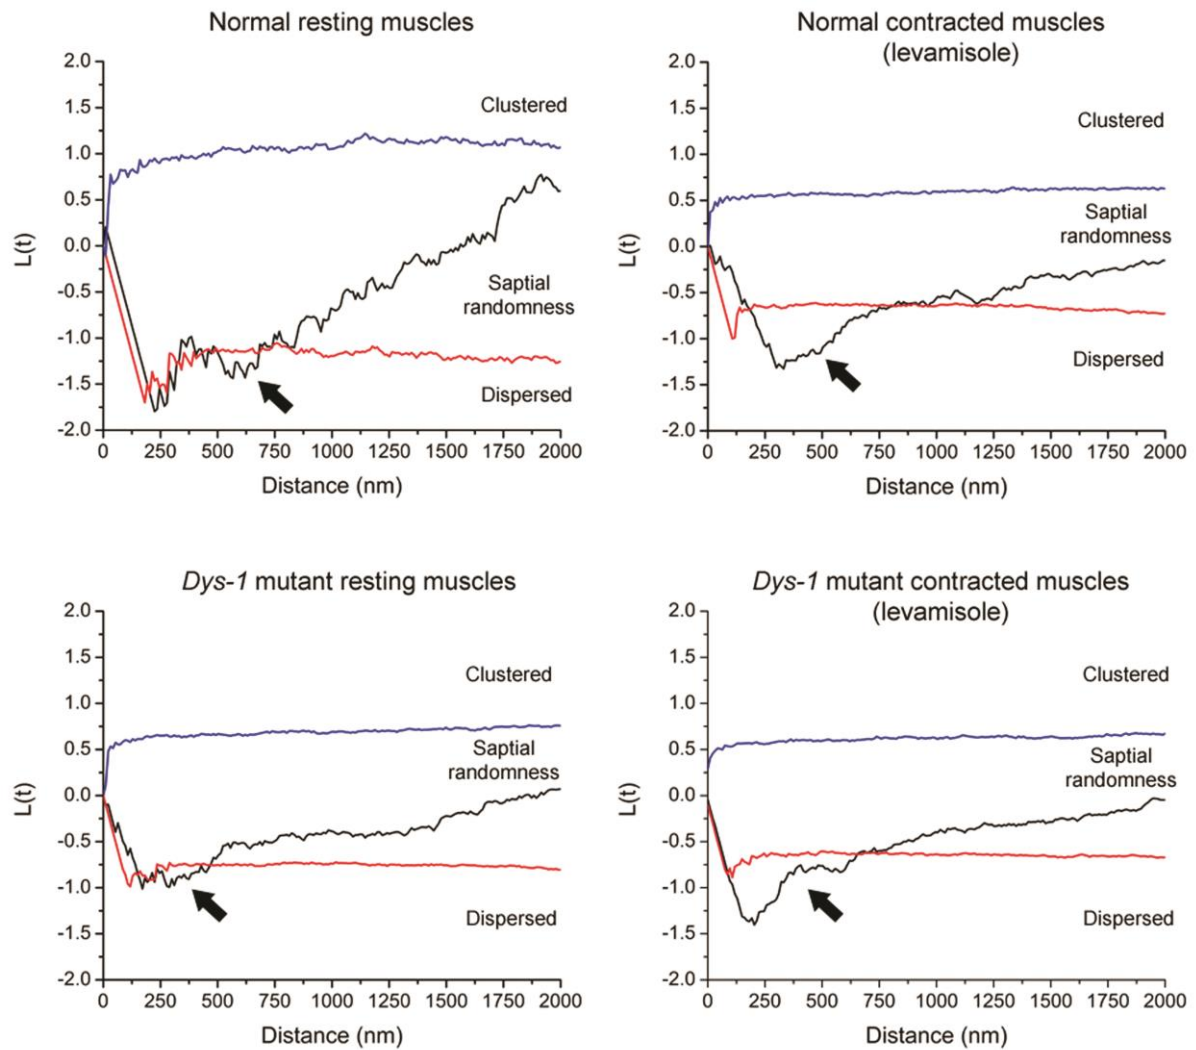 Normal resting muscles
2.0
1.5
1.0
0.5
0.0
-0.5
-1.0
-1.5
-2.0
L(t)
Clustered
Saptial
randomness
Dispersed
0 250 500 750 1000 1250 1500 1750 2000
Distance (nm)
Normal contracted muscles
(levamisole)
2.0
1.5
1.0
0.5
0.0
-0.5
-1.0
-1.5
-2.0
L(t)
Clustered
Saptial
randomness
Dispersed
0 250 500 750 1000 1250 1500 1750 2000
Distance (nm)
Dys-1 mutant resting muscles
2.0
1.5
1.0
0.5
0.0
-0.5
-1.0
-1.5
-2.0
L(t)
Clustered
Saptial
randomness
Dispersed
0 250 500 750 1000 1250 1500 1750 2000
Distance (nm)
Dys-1 mutant contracted muscles
(levamisole)
2.0
1.5
1.0
0.5
0.0
-0.5
-1.0
-1.5
-2.0
L(t)
Clustered
Saptial
randomness
Dispersed
0 250 500 750 1000 1250 1500 1750 2000
Distance (nm)